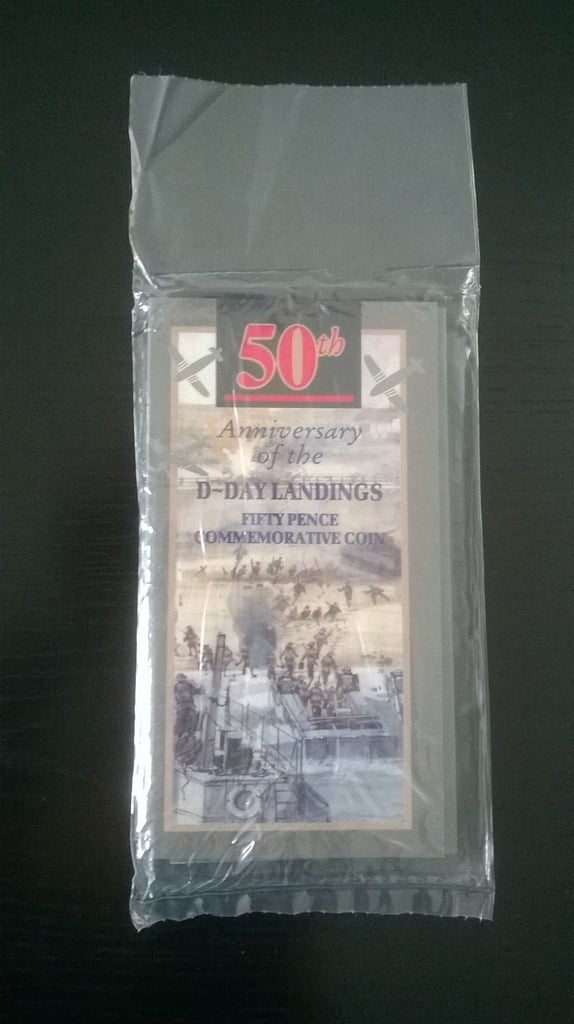 50th
Anniversary
of the
D~DAY LANDINGS
FIFTY PENCE
COMMEMORATIVE COIN